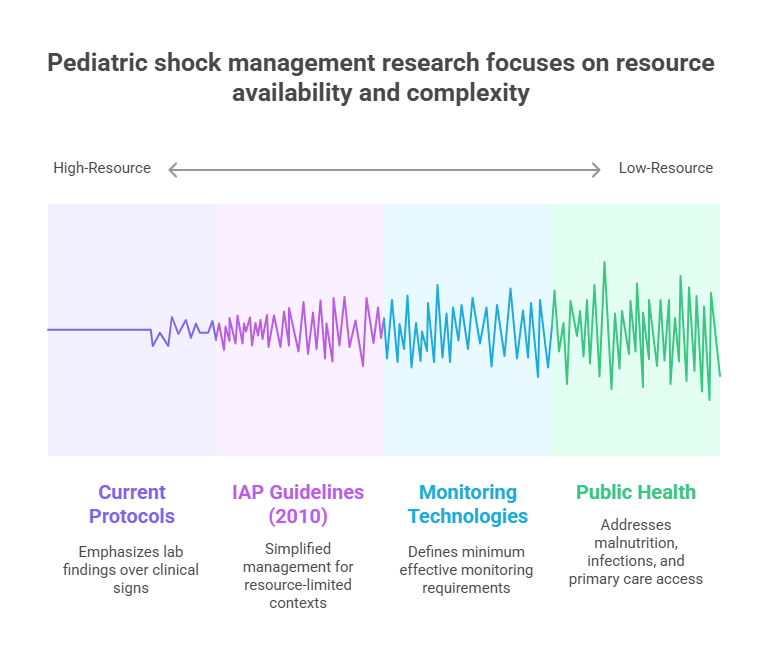 Pediatric shock management research focuses on resource
availability and complexity
High-Resource
Low-Resource
Current
Protocols
Emphasizes lab
findings over clinical
signs
IAP Guidelines
(2010)
Simplified
management for
resource-limited
contexts
Monitoring
Technologies
Defines minimum
effective monitoring
requirements
Public Health
Addresses
malnutrition,
infections, and
primary care access